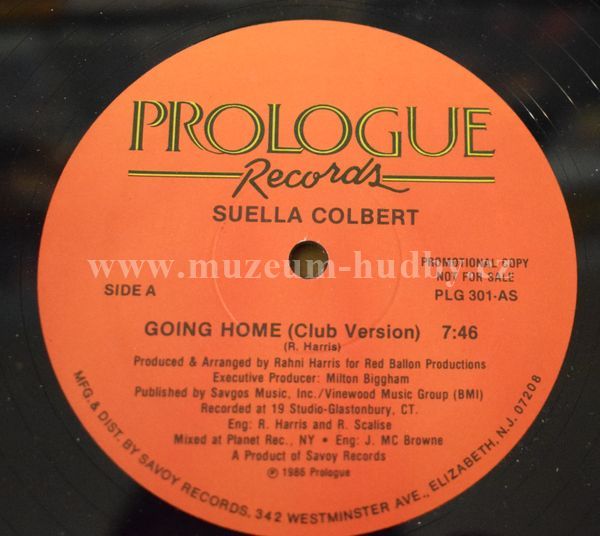 PROLOGUE
Records
SUELLA COLBERT
PROMOTIONAL COPY
NOT FOR SALE
www.muzeum-hudby.cz
SIDE A
PLG 301-AS
GOING HOME (Club Version) 7:46
(R. Harris)
Produced & Arranged by Rahni Harris for Red Ballon Productions
Executive Producer: Milton Biggham
Published by Savgos Music, Inc./Vinewood Music Group (BMI)
Recorded at 19 Studio-Glastonbury, CT.
Eng: R. Harris and R. Scalise
Mixed at Planet Rec., NY • Eng: J. MC Browne
A Product of Savoy Records
℗ 1986 Prologue
MFG. & DIST. BY SAVOY RECORDS, 342 WESTMINSTER AVE., ELIZABETH, N.J. 07208